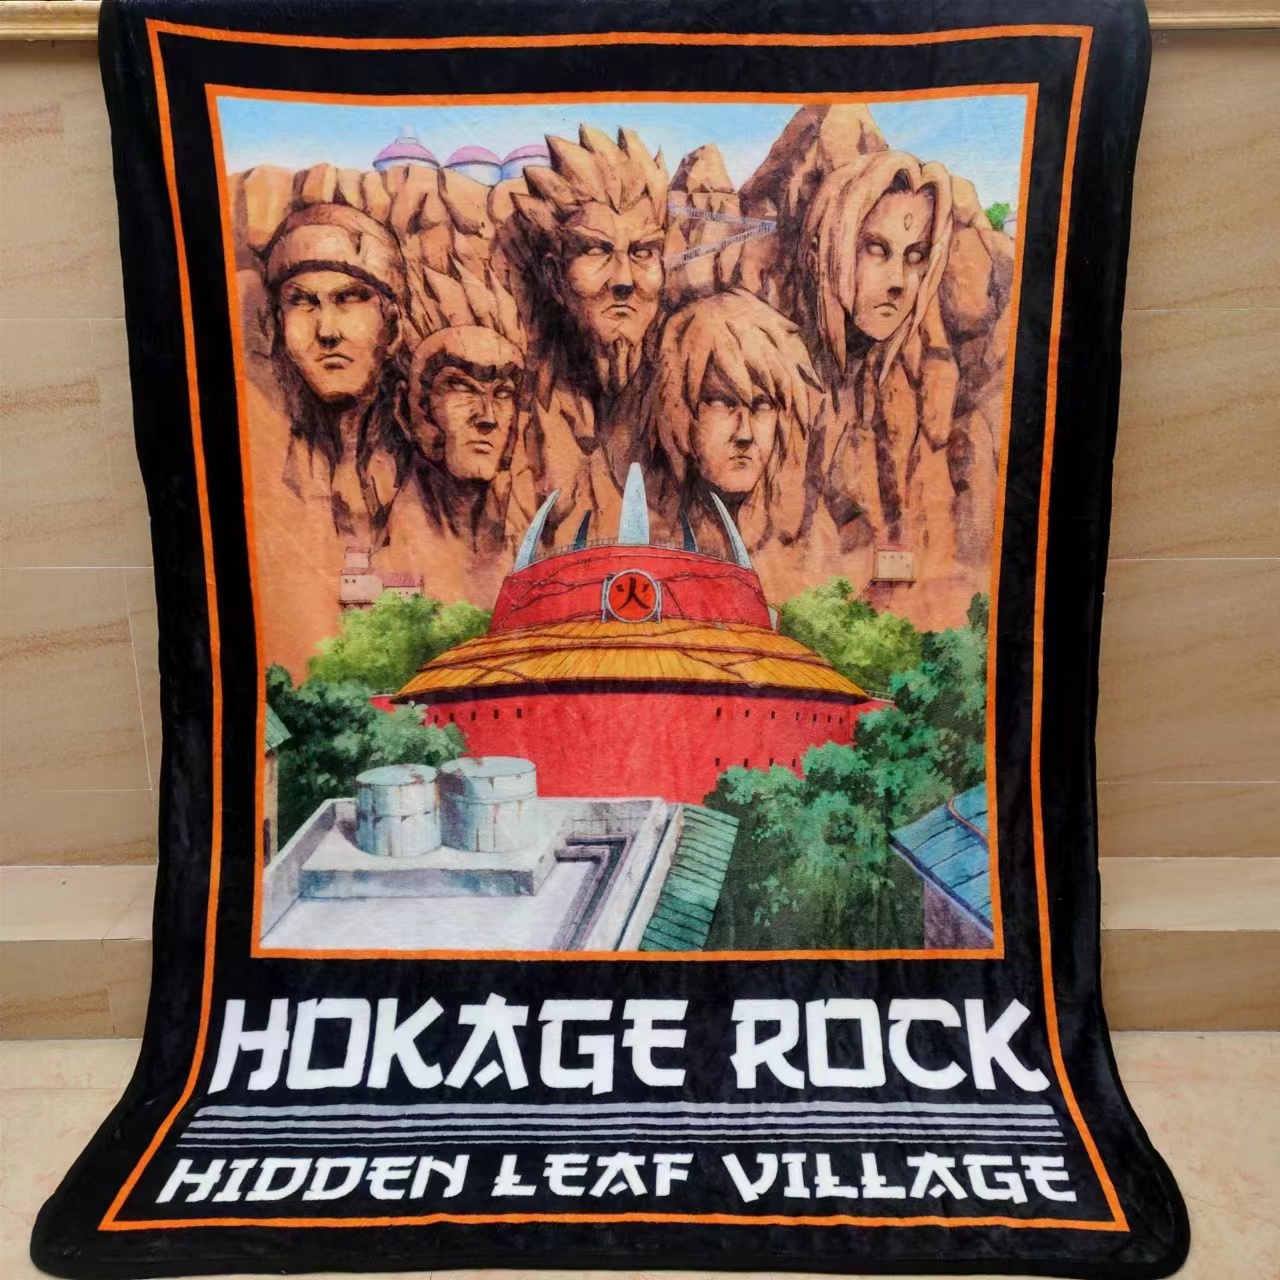 火
HOKAGE ROCK
HIDDEN LEAF VILLAGE